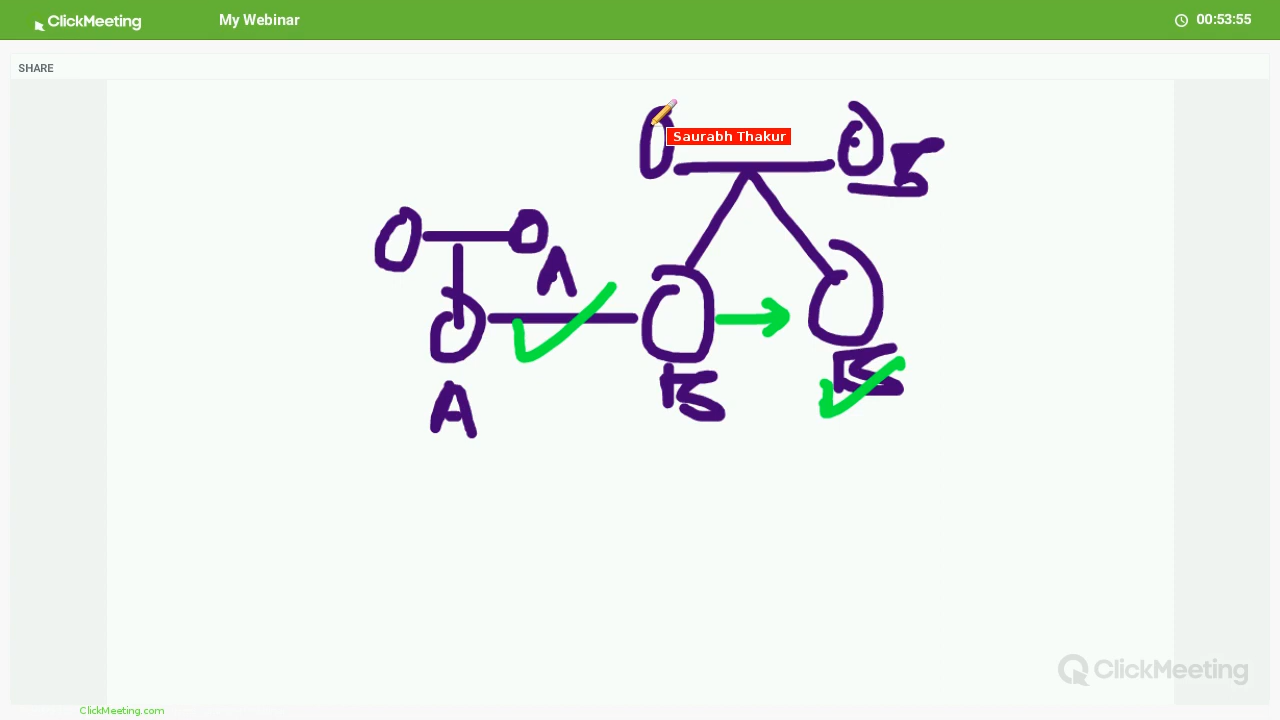 ClickMeeting My Webinar 00:53:55
SHARE
Saurabh Thakur
B
A
A B B
ClickMeeting
ClickMeeting.com